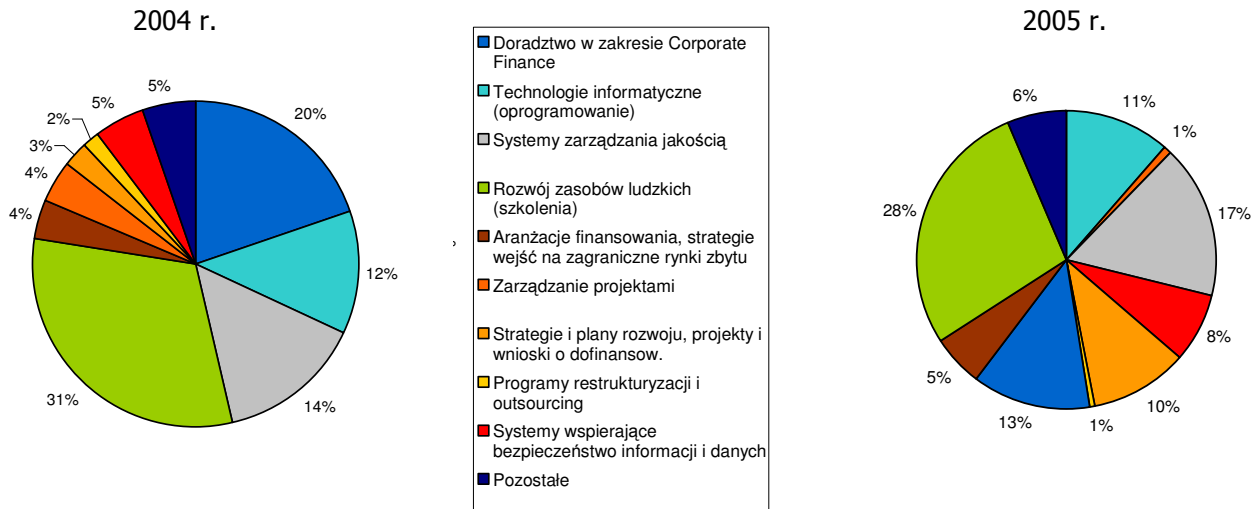 2004 r.
5%
5%
2%
3%
4%
4%
31%
14%
12%
20%
Doradztwo w zakresie Corporate
Finance
Technologie informatyczne
(oprogramowanie)
Systemy zarządzania jakością
Rozwój zasobów ludzkich
(szkolenia)
Aranżacje finansowania, strategie
wejść na zagraniczne rynki zbytu
Zarządzanie projektami
Strategie i plany rozwoju, projekty i
wnioski o dofinansow.
Programy restrukturyzacji i
outsourcing
Systemy wspierające
bezpieczeństwo informacji i danych
Pozostałe
2005 r.
6%
11%
1%
17%
8%
10%
1%
13%
5%
28%